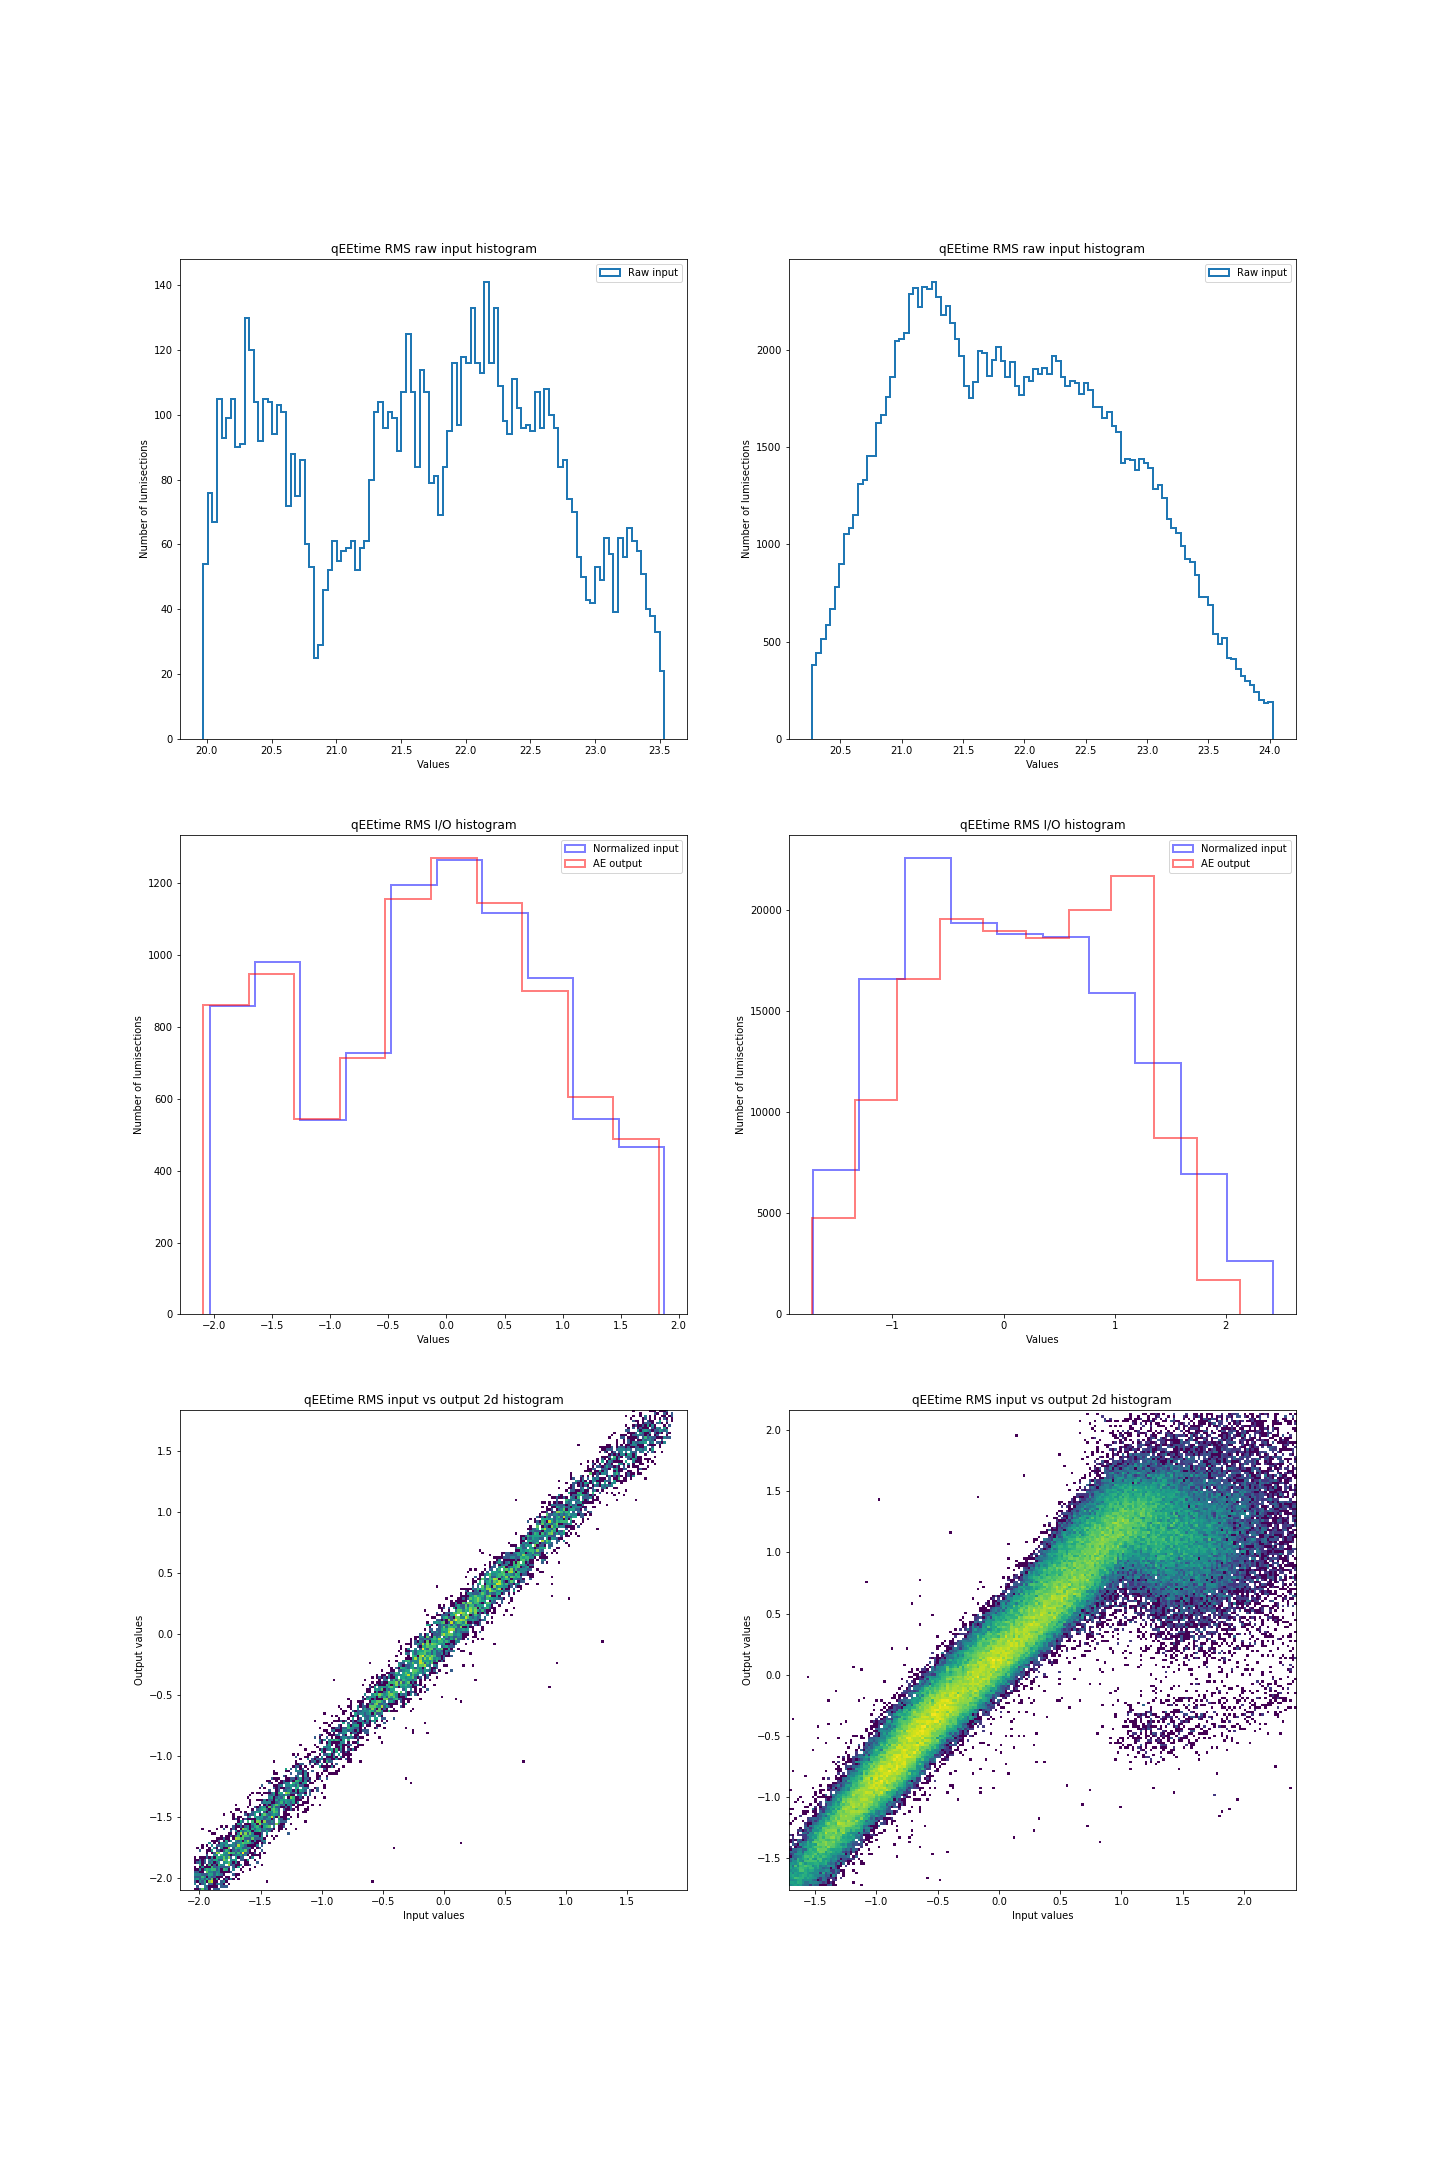 qEEtime RMS raw input histogram
Raw input
140
120
100
80
60
40
20
0
Number of lumisections
20.0 20.5 21.0 21.5 22.0 22.5 23.0 23.5
Values
qEEtime RMS raw input histogram
Raw input
2000
1500
1000
500
0
Number of lumisections
20.5 21.0 21.5 22.0 22.5 23.0 23.5 24.0
Values
qEEtime RMS I/O histogram
Normalized input
AE output
1200
1000
800
600
400
200
0
Number of lumisections
−2.0 −1.5 −1.0 −0.5 0.0 0.5 1.0 1.5 2.0
Values
qEEtime RMS I/O histogram
Normalized input
AE output
20000
15000
10000
5000
0
Number of lumisections
−1 0 1 2
Values
qEEtime RMS input vs output 2d histogram
1.5
1.0
0.5
0.0
−0.5
−1.0
−1.5
−2.0
Output values
−2.0 −1.5 −1.0 −0.5 0.0 0.5 1.0 1.5
Input values
qEEtime RMS input vs output 2d histogram
2.0
1.5
1.0
0.5
0.0
−0.5
−1.0
−1.5
Output values
−1.5 −1.0 −0.5 0.0 0.5 1.0 1.5 2.0
Input values